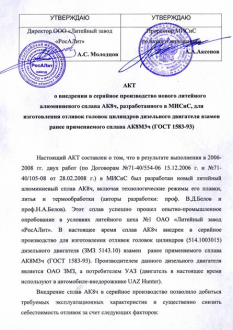 УТВЕРЖДАЮ
УТВЕРЖДАЮ
Директор ООО «Литейный завод
«РосАЛит»
А.С. Молодцов
Проректор МИСиС
А.А.Аксенов
АКТ
о внедрении в серийное производство нового литейного
алюминиевого сплава АК8ч, разработанного в МИСиС, для
изготовления отливок головок цилиндров дизельного двигателя взамен
ранее применяемого сплава АК8М3ч (ГОСТ 1583-93)
Настоящий АКТ составлен о том, что в результате выполнения в 2006-
2008 гг. двух работ (по Договорам №71-40/554-06 15.12.2006 г. и №71-
40/105-08 от 28.02.2008 г.) в МИСиС был разработан новый литейный
алюминиевый сплав АК8ч, включая технологические режимы его плавки,
литья и термообработки (авторы разработки: проф. В.Д.Белов и
проф.Н.А.Белов). Этот сплав успешно прошел опытно-промышленное
опробование в условиях литейного цеха №1 ОАО «Литейный завод
«РосАЛит». В настоящее время сплав АК8ч внедрен в серийное
производство для изготовления отливок головок цилиндров (514.1003015)
дизельного двигателя (ЗМЗ 5143.10) взамен ранее применяемого сплава
АК8М3ч (ГОСТ 1583-93). Производителем данного дизельного двигателя
является ОАО ЗМЗ, а потребителем УАЗ (двигатель в настоящее время
используют в автомобиле-внедорожнике UAZ Hunter).
Внедрение сплава АК8ч в серийное производство позволило добиться
требуемых эксплуатационных характеристик и существенно снизить
себестоимость отливок за счет следующих факторов: